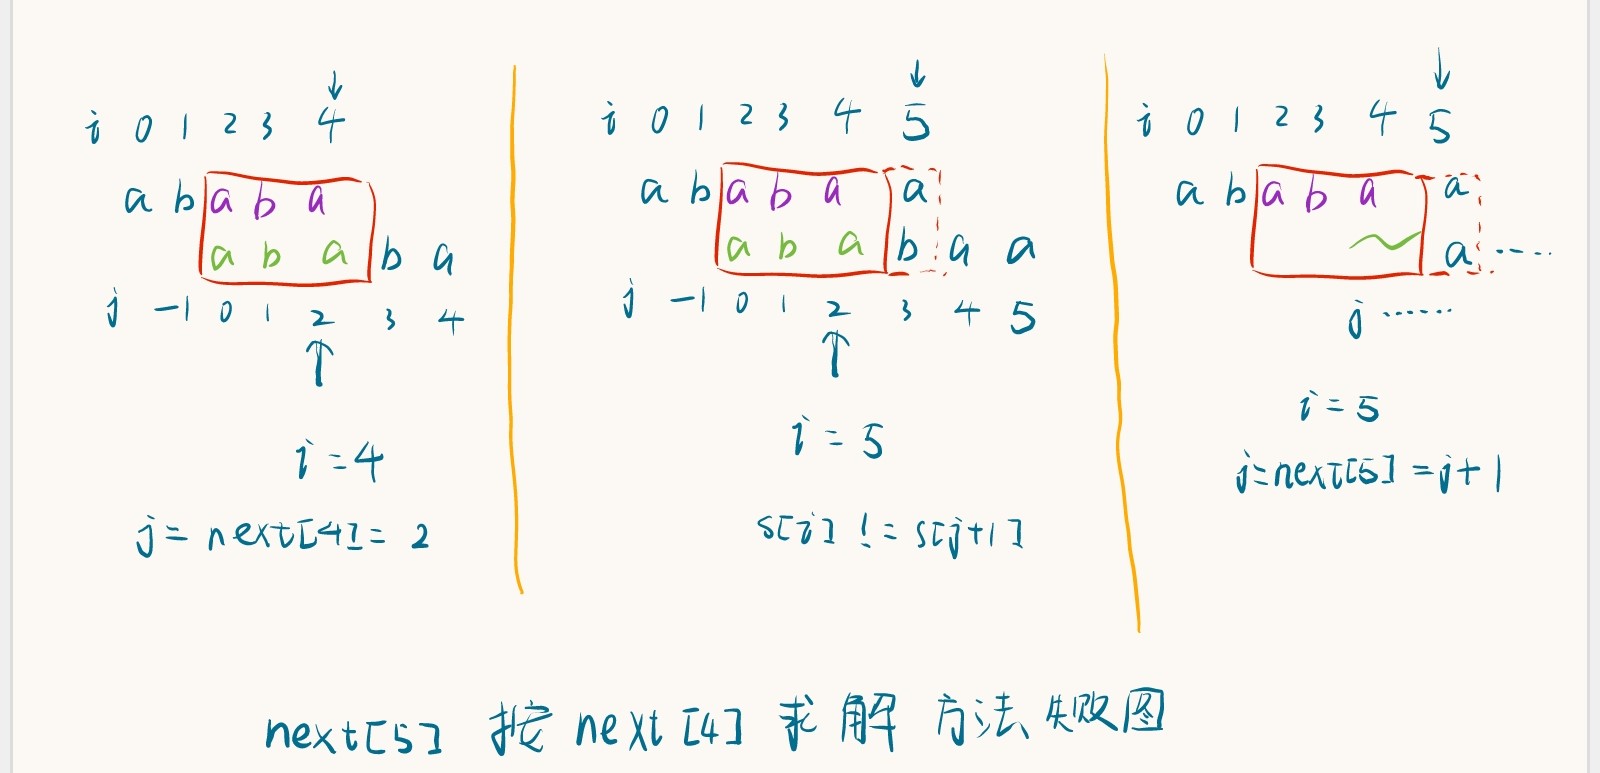 i 0 1 2 3 4
a b a b a
a b a b a
j -1 0 1 2 3 4
i = 4
j = next[4] = 2
i 0 1 2 3 4 5
a b a b a a
a b a b a a
j -1 0 1 2 3 4 5
i = 5
s[i] != s[j+1]
i 0 1 2 3 4 5
a b a b a a
a ....
j ......
i = 5
j = next[5] = j+1
next[5]按 next[4] 求解 方法失败图